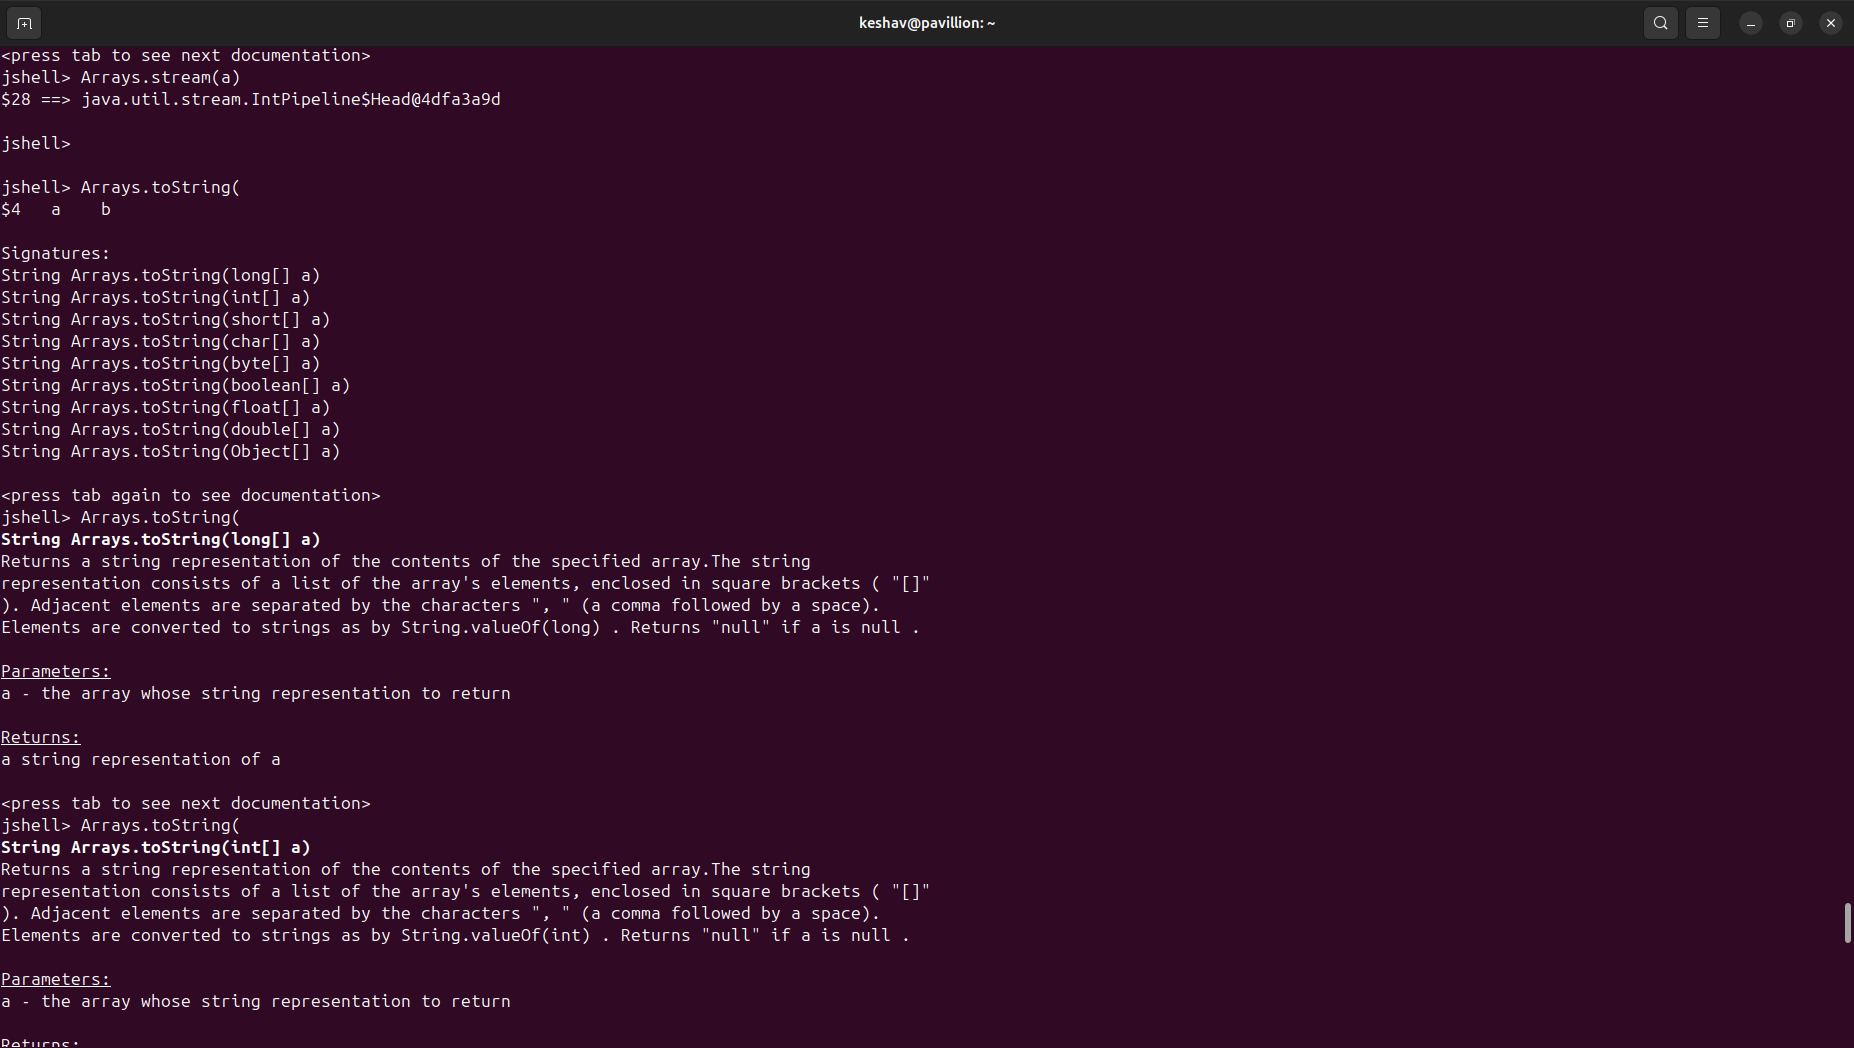 keshav@pavillion: ~
<press tab to see next documentation>
jshell> Arrays.stream(a)
$28 ==> java.util.stream.IntPipeline$Head@4dfa3a9d
jshell>
jshell> Arrays.toString(
$4   a    b
Signatures:
String Arrays.toString(long[] a)
String Arrays.toString(int[] a)
String Arrays.toString(short[] a)
String Arrays.toString(char[] a)
String Arrays.toString(byte[] a)
String Arrays.toString(boolean[] a)
String Arrays.toString(float[] a)
String Arrays.toString(double[] a)
String Arrays.toString(Object[] a)
<press tab again to see documentation>
jshell> Arrays.toString(
String Arrays.toString(long[] a)
Returns a string representation of the contents of the specified array.The string
representation consists of a list of the array's elements, enclosed in square brackets ( "[]"
). Adjacent elements are separated by the characters ", " (a comma followed by a space).
Elements are converted to strings as by String.valueOf(long) . Returns "null" if a is null .
Parameters:
a - the array whose string representation to return
Returns:
a string representation of a
<press tab to see next documentation>
jshell> Arrays.toString(
String Arrays.toString(int[] a)
Returns a string representation of the contents of the specified array.The string
representation consists of a list of the array's elements, enclosed in square brackets ( "[]"
). Adjacent elements are separated by the characters ", " (a comma followed by a space).
Elements are converted to strings as by String.valueOf(int) . Returns "null" if a is null .
Parameters:
a - the array whose string representation to return
Returns: